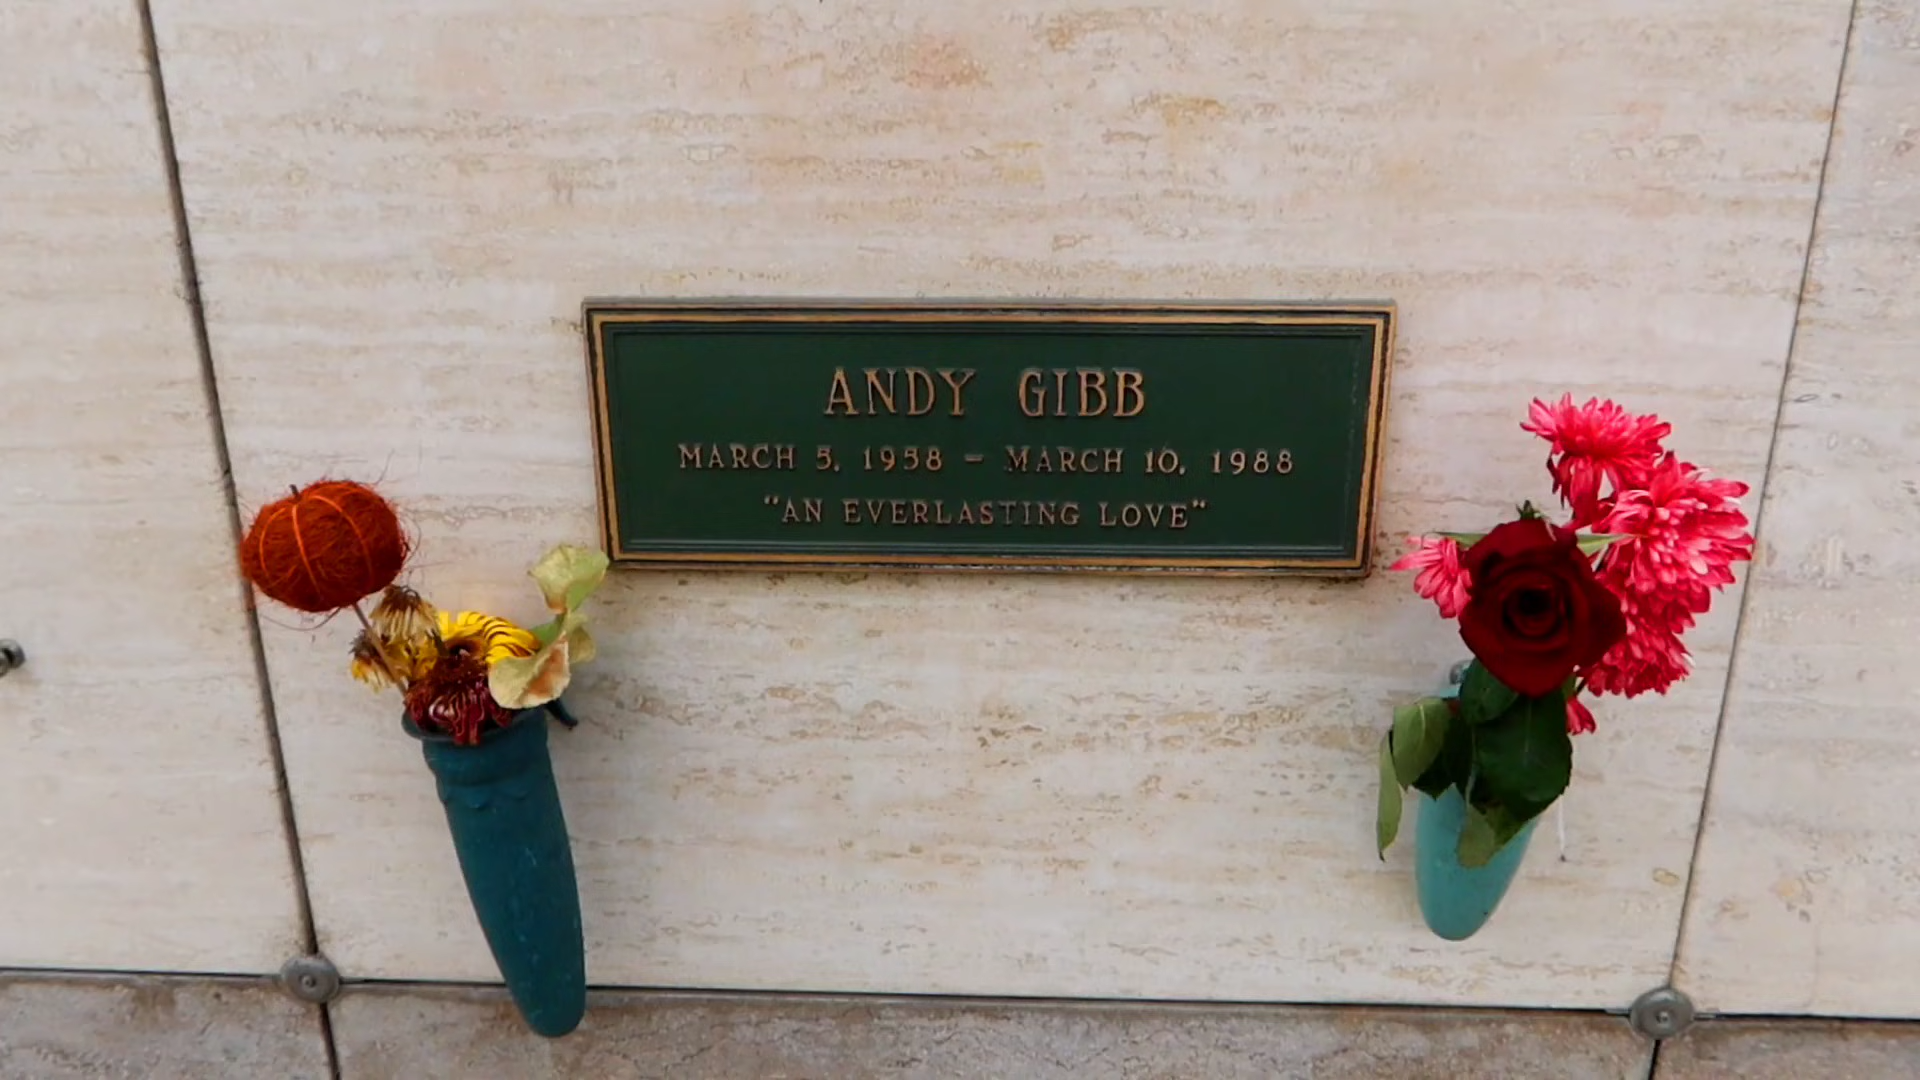 ANDY GIBB
MARCH 5, 1958 - MARCH 10, 1988
"AN EVERLASTING LOVE"